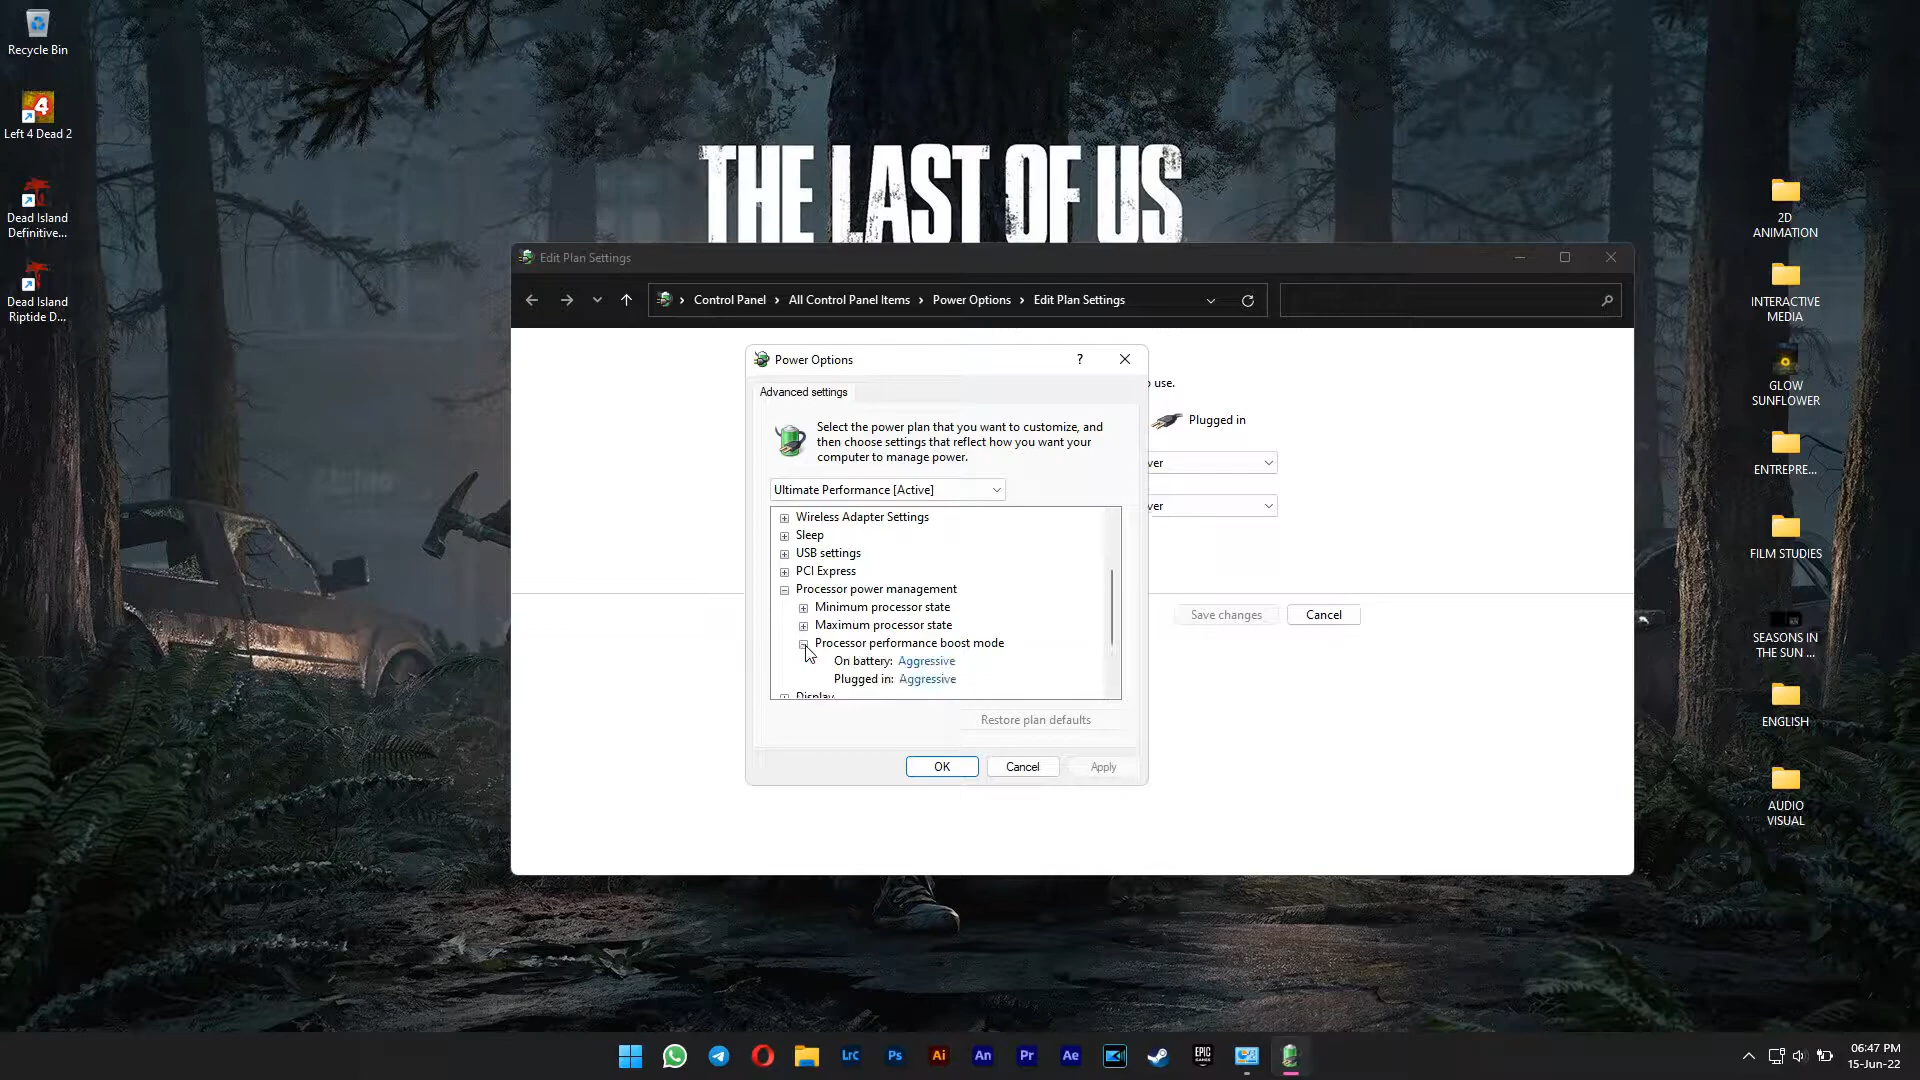 Recycle Bin
Left 4 Dead 2
Dead Island
Definitive...
Dead Island
Riptide D...
THE LAST OF US
Edit Plan Settings
Control Panel
All Control Panel Items
Power Options
Edit Plan Settings
Power Options
?
Advanced settings
Select the power plan that you want to customize, and
then choose settings that reflect how you want your
computer to manage power.
Ultimate Performance [Active]
Wireless Adapter Settings
Sleep
USB settings
PCI Express
Processor power management
Minimum processor state
Maximum processor state
Processor performance boost mode
On battery: Aggressive
Plugged in: Aggressive
Display
Restore plan defaults
OK
Cancel
Apply
use.
Plugged in
ver
ver
Save changes
Cancel
2D
ANIMATION
INTERACTIVE
MEDIA
GLOW
SUNFLOWER
ENTREPRE...
FILM STUDIES
SEASONS IN
THE SUN ...
ENGLISH
AUDIO
VISUAL
Lrc
Ps
Ai
An
Pr
Ae
EPIC
GAMES
06:47 PM
15-Jun-22